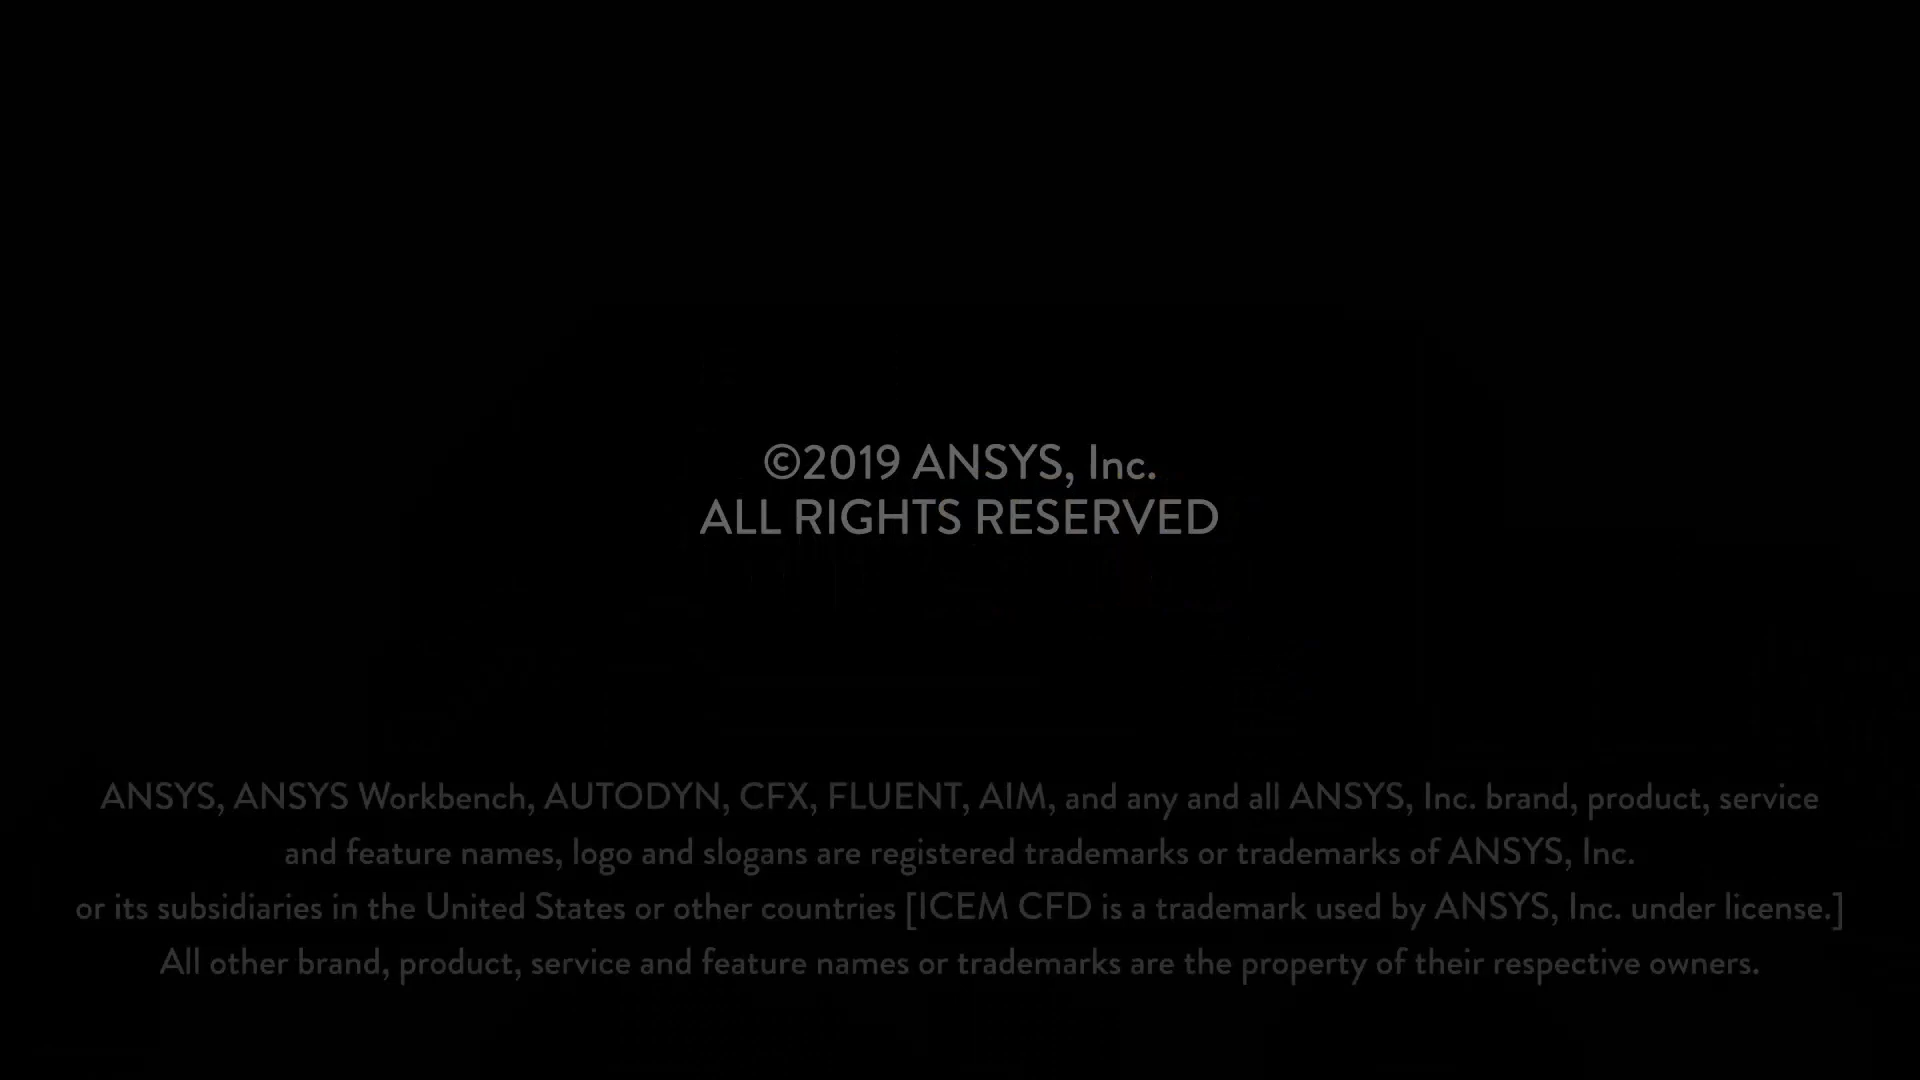 ©2019 ANSYS, Inc.
ALL RIGHTS RESERVED
ANSYS, ANSYS Workbench, AUTODYN, CFX, FLUENT, AIM, and any and all ANSYS, Inc. brand, product, service
and feature names, logo and slogans are registered trademarks or trademarks of ANSYS, Inc.
or its subsidiaries in the United States or other countries [ICEM CFD is a trademark used by ANSYS, Inc. under license.]
All other brand, product, service and feature names or trademarks are the property of their respective owners.